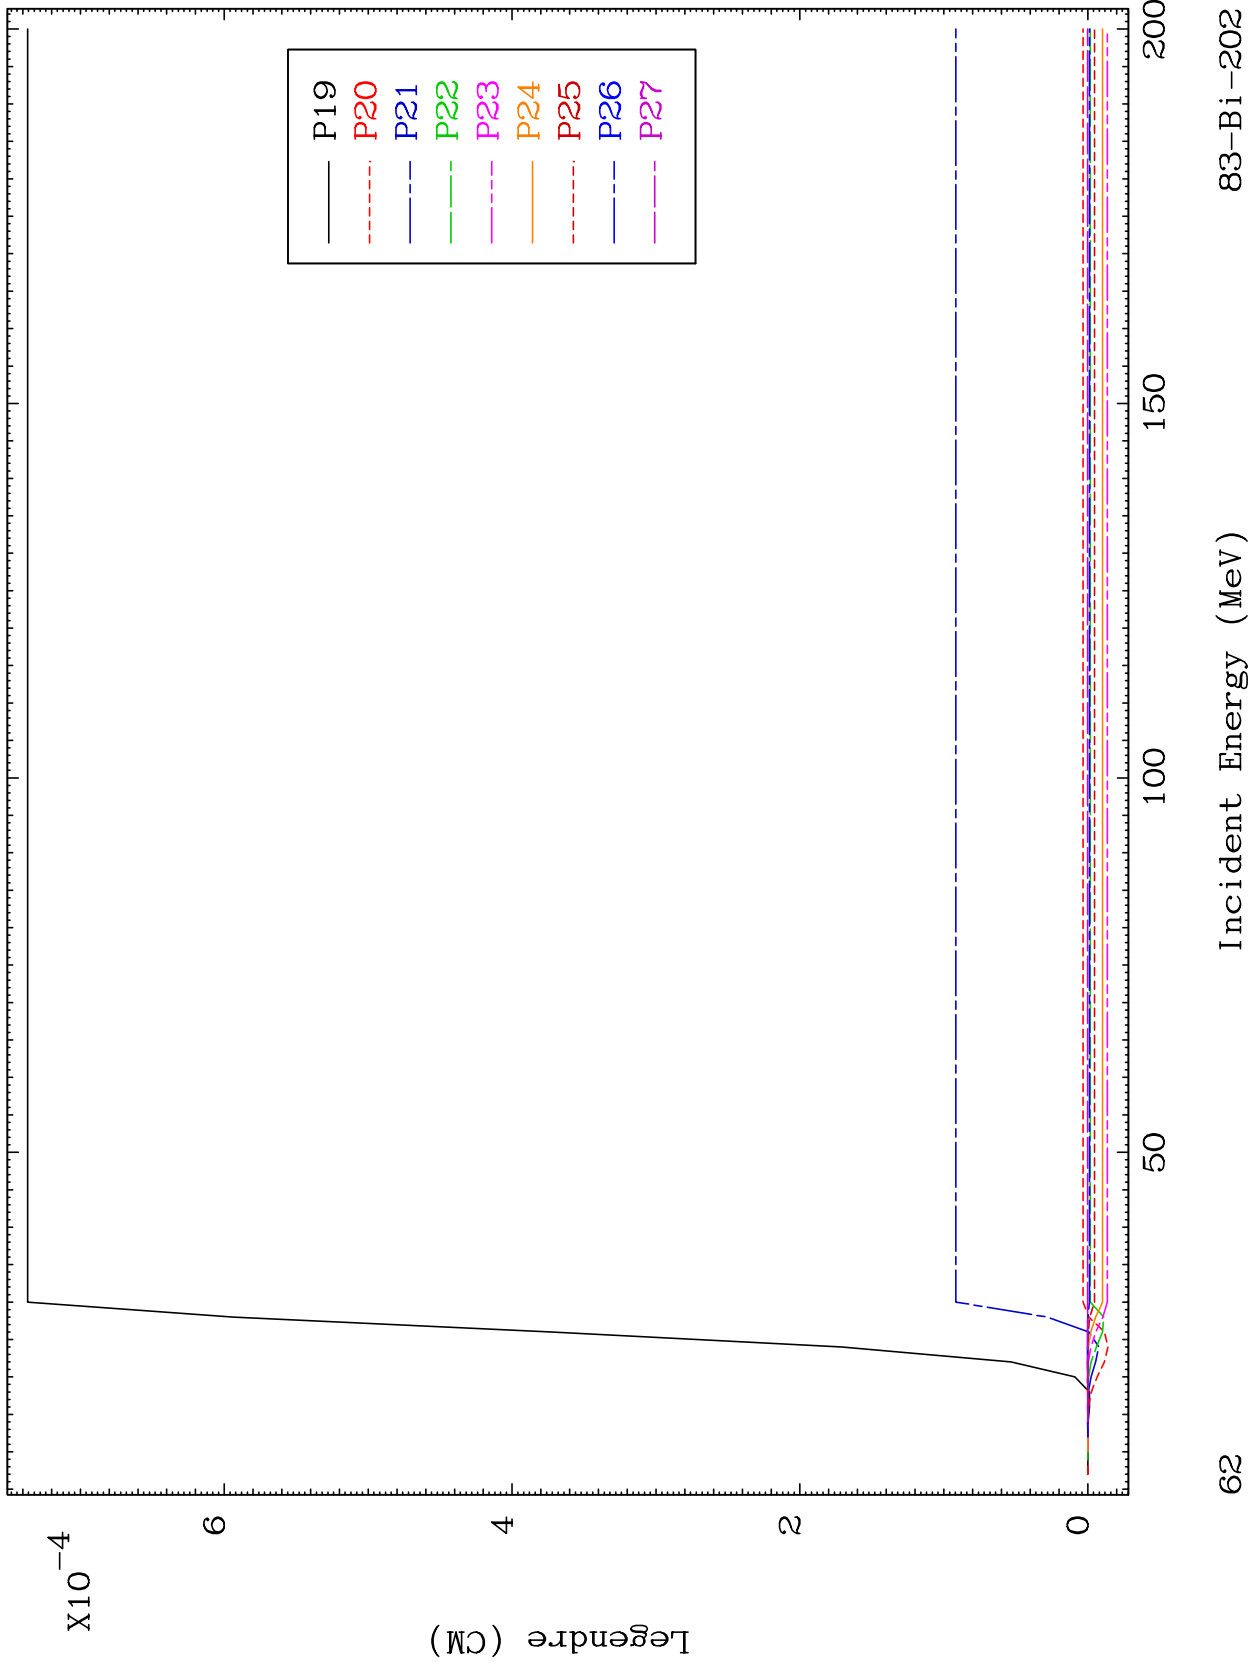 X10-4
6
4
2
0
Legendre (CM)
P19
P20
P21
P22
P23
P24
P25
P26
P27
50
100
150
200
Incident Energy (MeV)
62
83-Bi-202